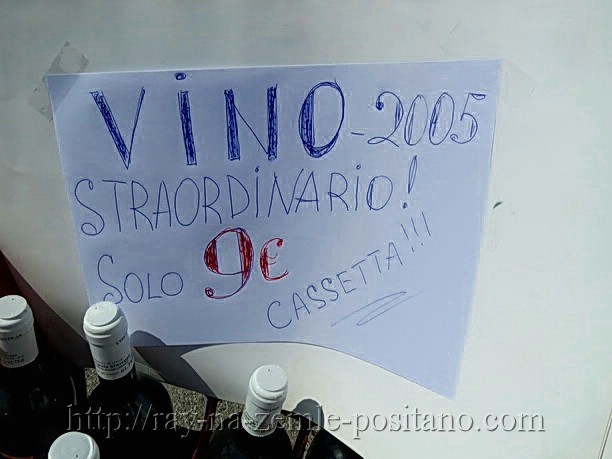 VINO - 2005
STRAORDINARIO!
SOLO 9€
CASSETTA!!!
http://ray-na-zemle-positano.com